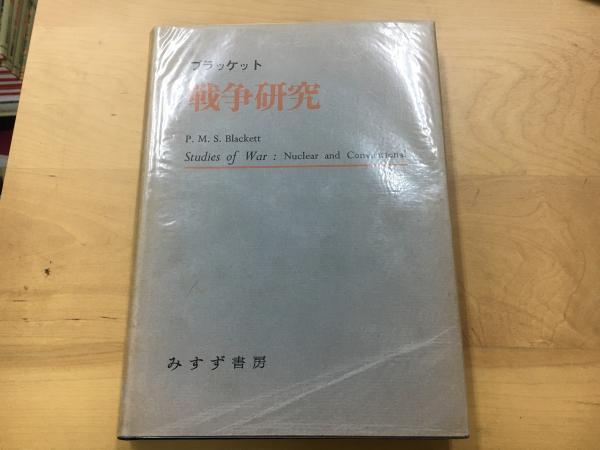 ブラッケット
戦争研究
P. M. S. Blackett
Studies of War : Nuclear and Conventional
みすず書房